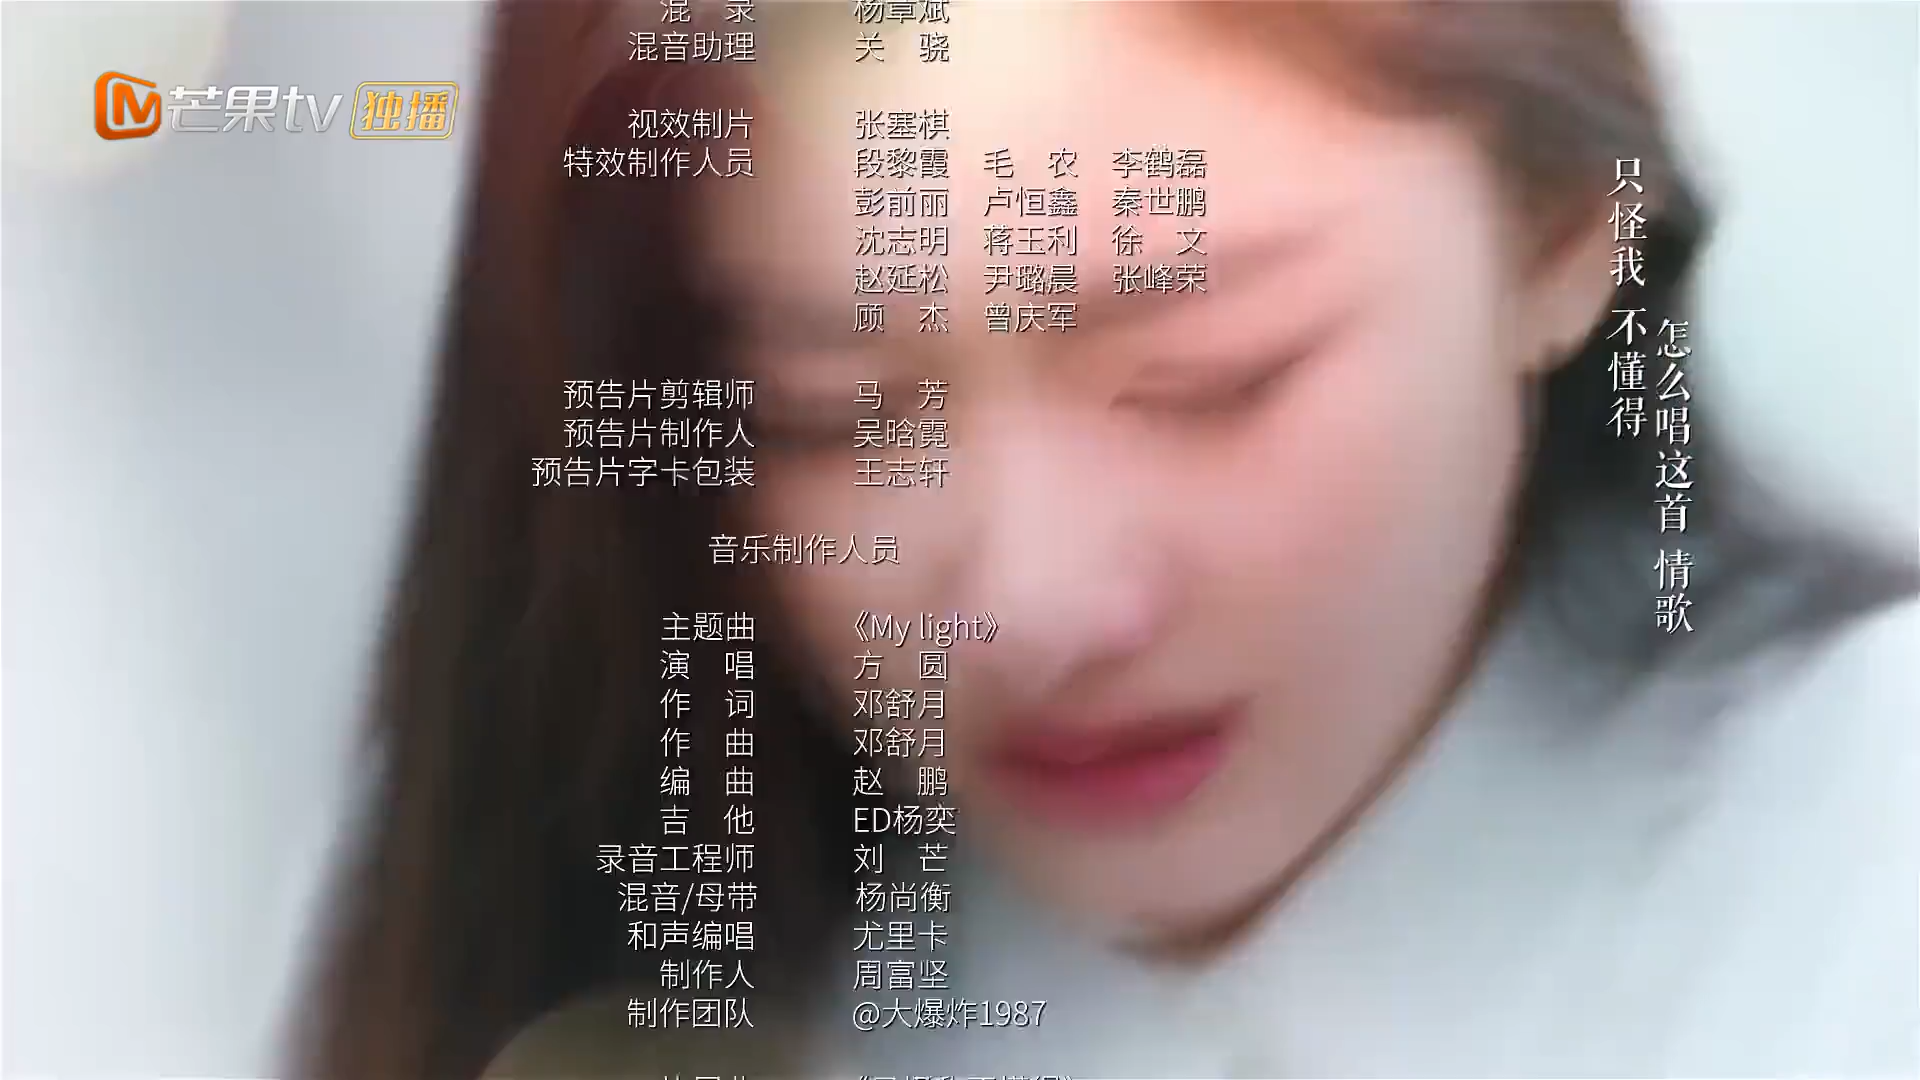 混　录　杨章斌
混音助理　关　骁
芒果tv 独播
视效制片　张塞棋
特效制作人员　段黎霞　毛　农　李鹤磊
彭前丽　卢恒鑫　秦世鹏
沈志明　蒋玉利　徐　文
赵延松　尹璐晨　张峰荣
顾　杰　曾庆军
预告片剪辑师　马　芳
预告片制作人　吴晗霓
预告片字卡包装　王志轩
音乐制作人员
主题曲　《My light》
演　唱　方　圆
作　词　邓舒月
作　曲　邓舒月
编　曲　赵　鹏
吉　他　ED杨奕
录音工程师　刘　芒
混音/母带　杨尚衡
和声编唱　尤里卡
制作人　周富坚
制作团队　@大爆炸1987
只怪我 不懂得
怎么唱这首 情歌